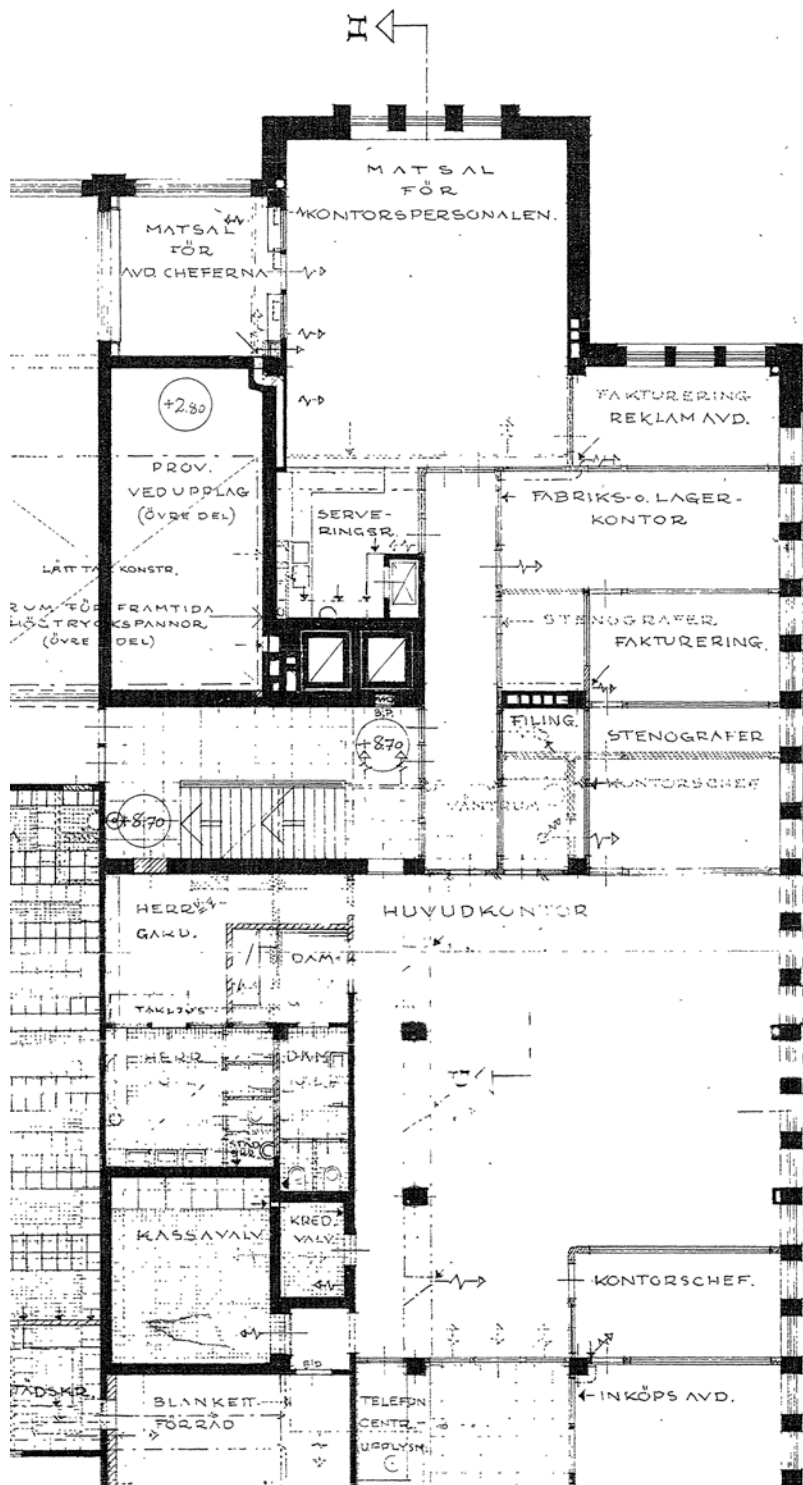 H
MATSAL
FÖR
KONTORSPERSONALEN.
MATSAL
FÖR
AVD. CHEFERNA
+2.80
PROV.
VEDUPPLAG
(ÖVRE DEL)
FAKTURERING
REKLAM AVD.
FABRIKS- o. LAGER-
KONTOR
SERVE-
RINGSR.
LÄTT TAK KONSTR.
RUM FÖR FRAMTIDA
HÖGTRYCKSPANNOR
(ÖVRE DEL)
STENOGRAFER
FAKTURERING.
FILING.
STENOGRAFER
+8.70
KONTORSCHEF
VÄNTRUM
+8.70
HERR
GARD.
HUVUDKONTOR
DAM
TAKLJUS
HERR
DAM
KASSAVALV
KRED.
VALV
KONTORSCHEF.
STÄDSKR.
BLANKETT-
FÖRRÅD
TELEFON
CENTR.
UPPLYSN.
INKÖPS AVD.